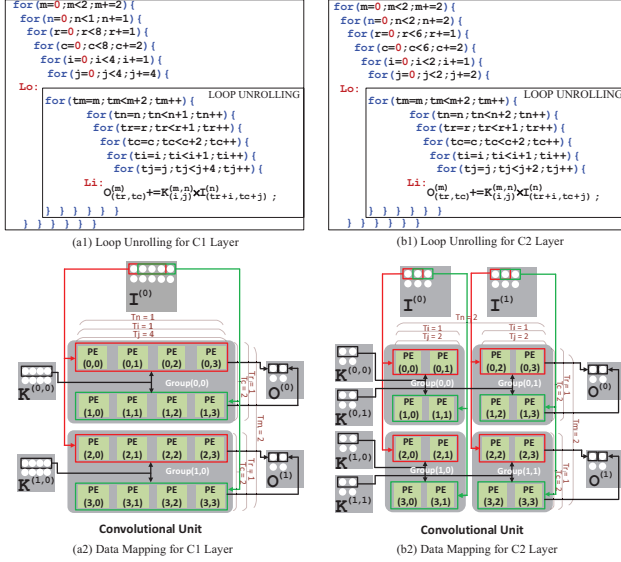 for(m=0;m<2,m+=2){
for(n=0;n<1;n+=1){
for(r=0;r<8,r+=1){
for(c=0;c<8,c+=2){
for(i=0;i<4,i+=1){
for(j=0;j<4,j+=4){
Lo:
LOOP UNROLLING
for(tm=m;tm<m+2;tm++){
for(tn=n;tn<n+1;tn++){
for(tr=r;tr<r+1;tr++){
for(tc=c;tc<c+2;tc++){
for(ti=i;ti<i+1;ti++){
for(tj=j;tj<j+4;tj++){
Li:
O(m)(tr,tc)+=K(m,n)(i,j)×I(n)(tr+i,tc+j);
} } } } } }
} } } } } }
(a1) Loop Unrolling for C1 Layer
for(m=0;m<2,m+=2){
for(n=0;n<2;n+=2){
for(r=0;r<6,r+=1){
for(c=0;c<6,c+=2){
for(i=0;i<2;i+=1){
for(j=0;j<2;j+=2){
Lo:
LOOP UNROLLING
for(tm=m;tm<m+2;tm++){
for(tn=n;tn<n+2;tn++){
for(tr=r;tr<r+1;tr++){
for(tc=c;tc<c+2;tc++){
for(ti=i;ti<i+1;ti++){
for(tj=j;tj<j+2;tj++){
Li:
O(m)(tr,tc)+=K(m,n)(i,j)×I(n)(tr+i,tc+j);
} } } } } }
} } } } } }
(b1) Loop Unrolling for C2 Layer
I(0)
Tn = 1
Ti = 1
Tj = 4
PE PE PE PE
(0,0) (0,1) (0,2) (0,3)
K(0,0)
Group(0,0)
O(0)
PE PE PE PE
(1,0) (1,1) (1,2) (1,3)
Tr = 1
Tc = 2
Tm = 2
PE PE PE PE
(2,0) (2,1) (2,2) (2,3)
K(1,0)
Group(1,0)
O(1)
PE PE PE PE
(3,0) (3,1) (3,2) (3,3)
Tr = 1
Tc = 2
Convolutional Unit
(a2) Data Mapping for C1 Layer
I(0) I(1)
Tn = 2
Ti = 1 Ti = 1
Tj = 2 Tj = 2
PE PE PE PE
(0,0) (0,1) (0,2) (0,3)
K(0,0)
Group(0,0) Group(0,1)
O(0)
K(0,1)
PE PE PE PE
(1,0) (1,1) (1,2) (1,3)
Tr = 1
Tc = 2
Tm = 2
PE PE PE PE
(2,0) (2,1) (2,2) (2,3)
K(1,0)
Group(1,0) Group(1,1)
O(1)
K(1,1)
PE PE PE PE
(3,0) (3,1) (3,2) (3,3)
Tr = 1
Tc = 2
Convolutional Unit
(b2) Data Mapping for C2 Layer